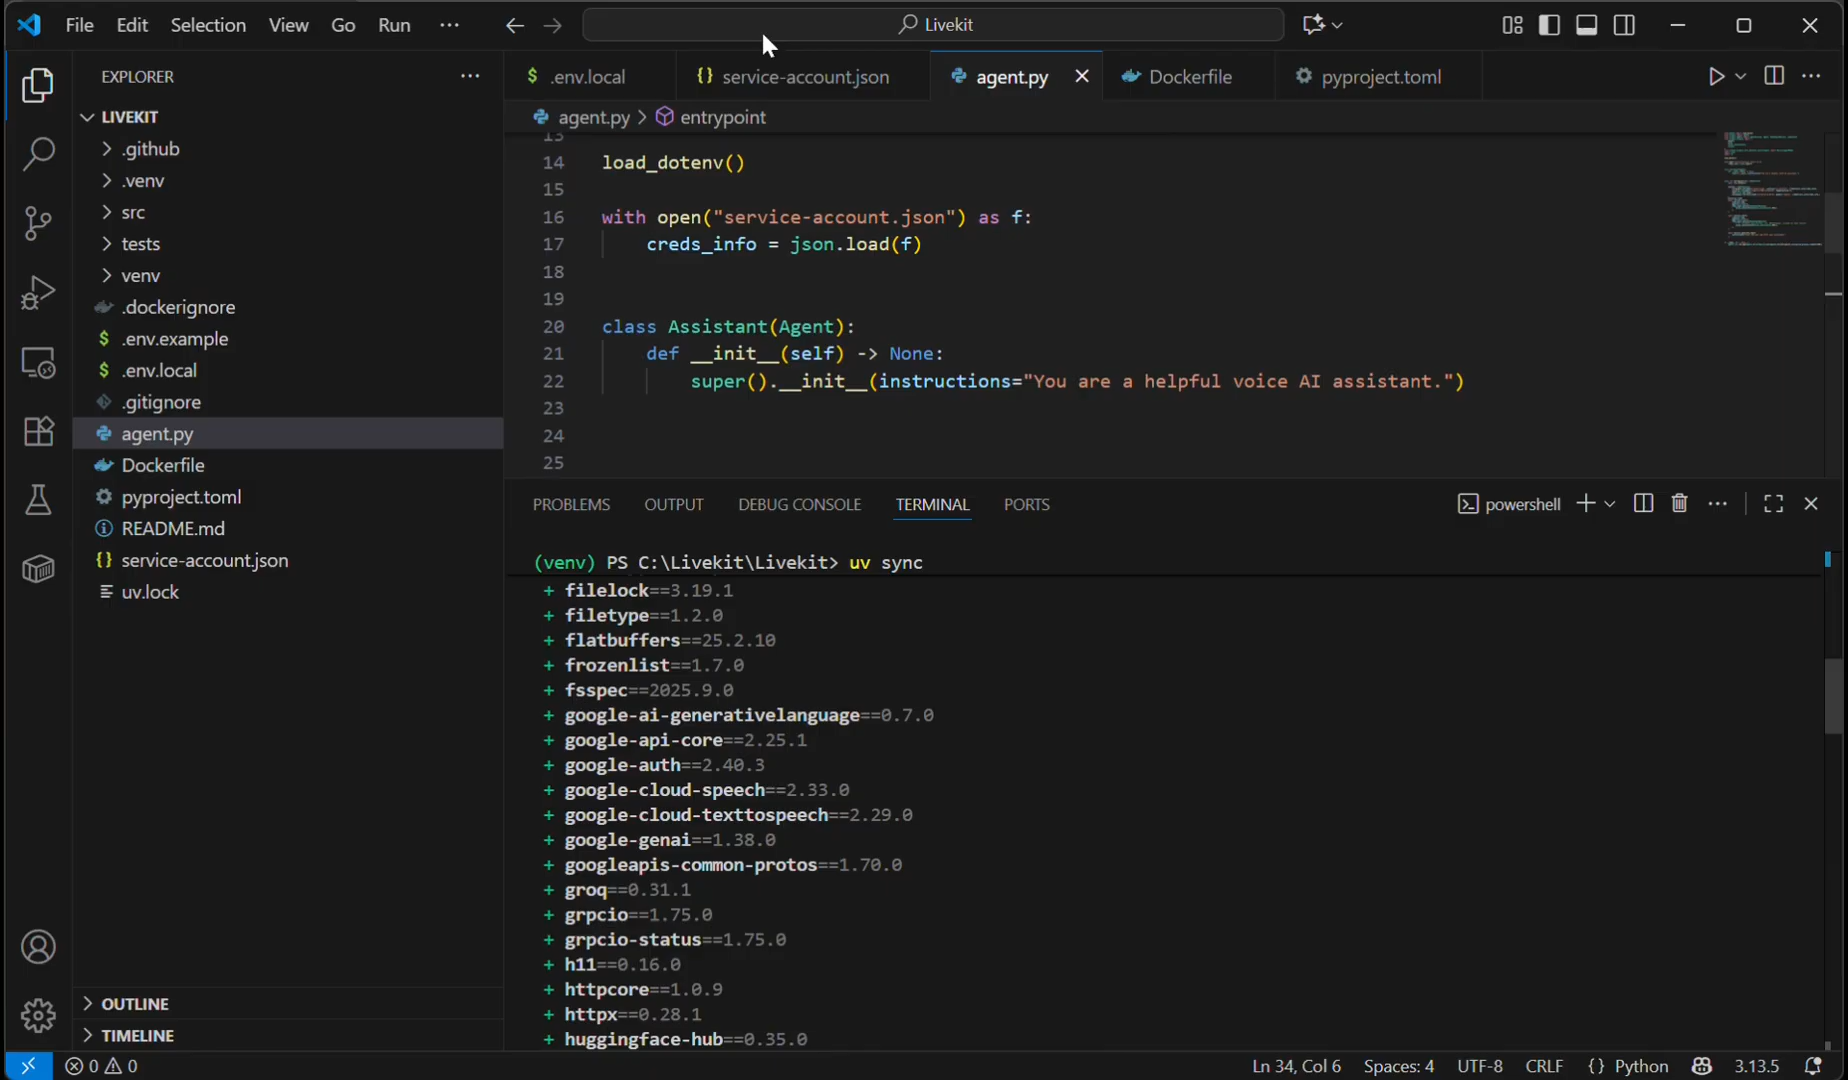 File Edit Selection View Go Run ···
Livekit
EXPLORER
LIVEKIT
.github
.venv
src
tests
venv
.dockerignore
.env.example
.env.local
.gitignore
agent.py
Dockerfile
pyproject.toml
README.md
service-account.json
uv.lock
OUTLINE
TIMELINE
.env.local
service-account.json
agent.py
Dockerfile
pyproject.toml
agent.py > entrypoint
13
14 load_dotenv()
15
16 with open("service-account.json") as f:
17 creds_info = json.load(f)
18
19
20 class Assistant(Agent):
21 def __init__(self) -> None:
22 super().__init__(instructions="You are a helpful voice AI assistant.")
23
24
25
PROBLEMS OUTPUT DEBUG CONSOLE TERMINAL PORTS
powershell
(venv) PS C:\Livekit\Livekit> uv sync
+ filelock==3.19.1
+ filetype==1.2.0
+ flatbuffers==25.2.10
+ frozenlist==1.7.0
+ fsspec==2025.9.0
+ google-ai-generativelanguage==0.7.0
+ google-api-core==2.25.1
+ google-auth==2.40.3
+ google-cloud-speech==2.33.0
+ google-cloud-texttospeech==2.29.0
+ google-genai==1.38.0
+ googleapis-common-protos==1.70.0
+ groq==0.31.1
+ grpcio==1.75.0
+ grpcio-status==1.75.0
+ h11==0.16.0
+ httpcore==1.0.9
+ httpx==0.28.1
+ huggingface-hub==0.35.0
0 0
Ln 34, Col 6 Spaces: 4 UTF-8 CRLF {} Python 3.13.5